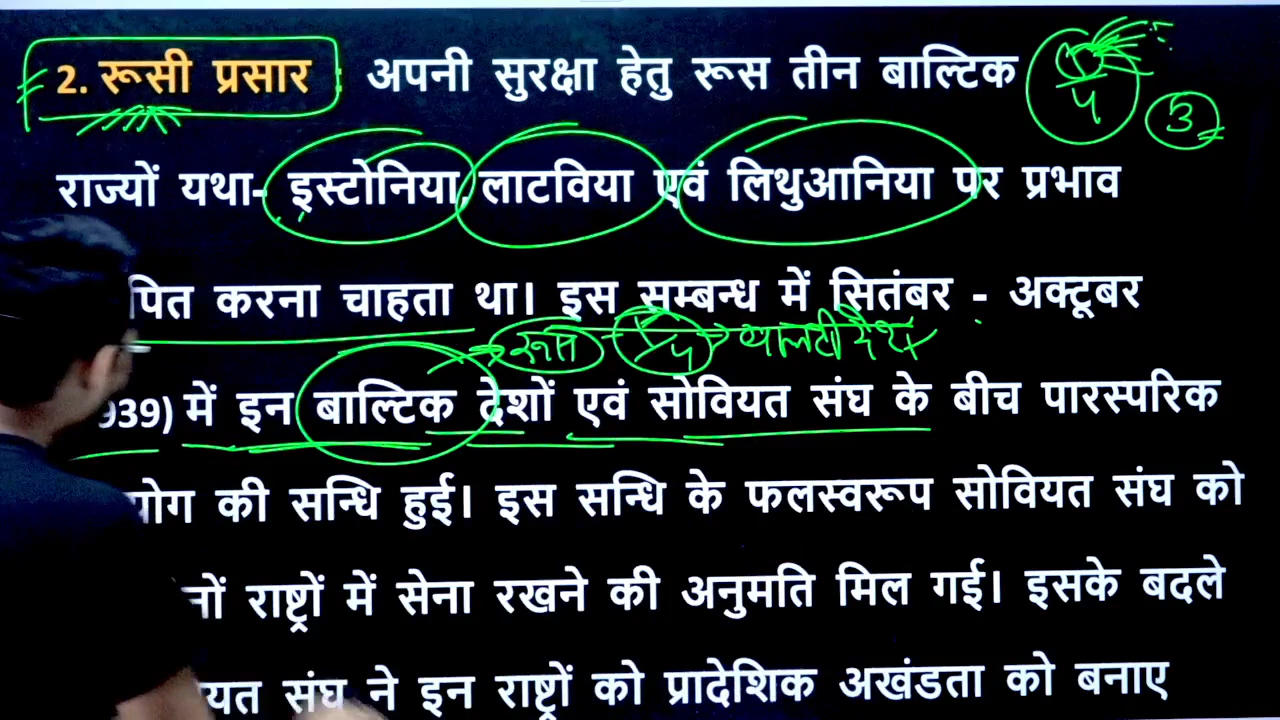 2. रूसी प्रसार अपनी सुरक्षा हेतु रूस तीन बाल्टिक
4 3
राज्यों यथा- इस्टोनिया, लाटविया एवं लिथुआनिया पर प्रभाव
पित करना चाहता था। इस सम्बन्ध में सितंबर - अक्टूबर
रूस
939) में इन बाल्टिक देशों एवं सोवियत संघ के बीच पारस्परिक
योग की सन्धि हुई। इस सन्धि के फलस्वरूप सोवियत संघ को
नों राष्ट्रों में सेना रखने की अनुमति मिल गई। इसके बदले
यत संघ ने इन राष्ट्रों को प्रादेशिक अखंडता को बनाए